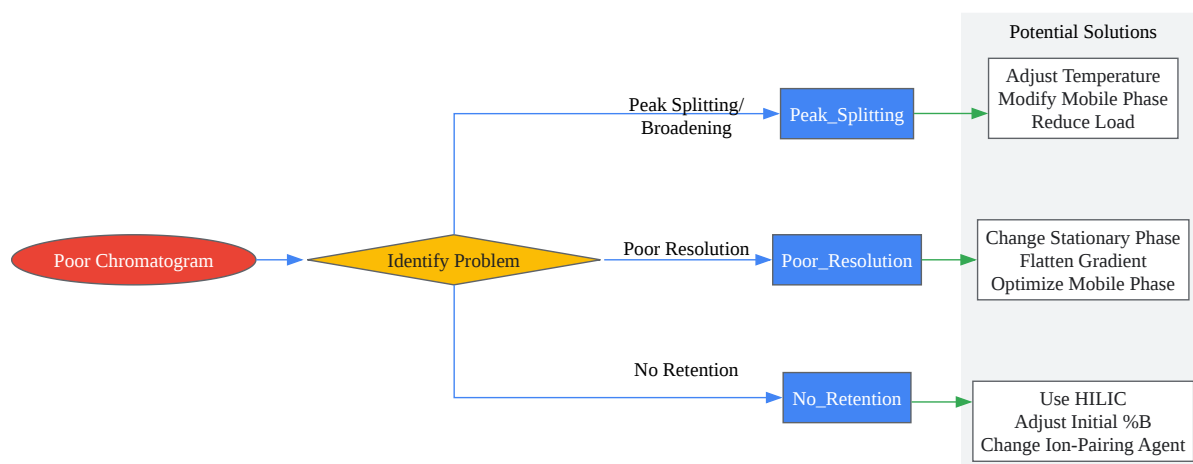 Potential Solutions
Peak Splitting/
Broadening
Peak_Splitting
Adjust Temperature
Modify Mobile Phase
Reduce Load
Poor Chromatogram
Identify Problem
Poor Resolution
Poor_Resolution
Change Stationary Phase
Flatten Gradient
Optimize Mobile Phase
No Retention
No_Retention
Use HILIC
Adjust Initial %B
Change Ion-Pairing Agent